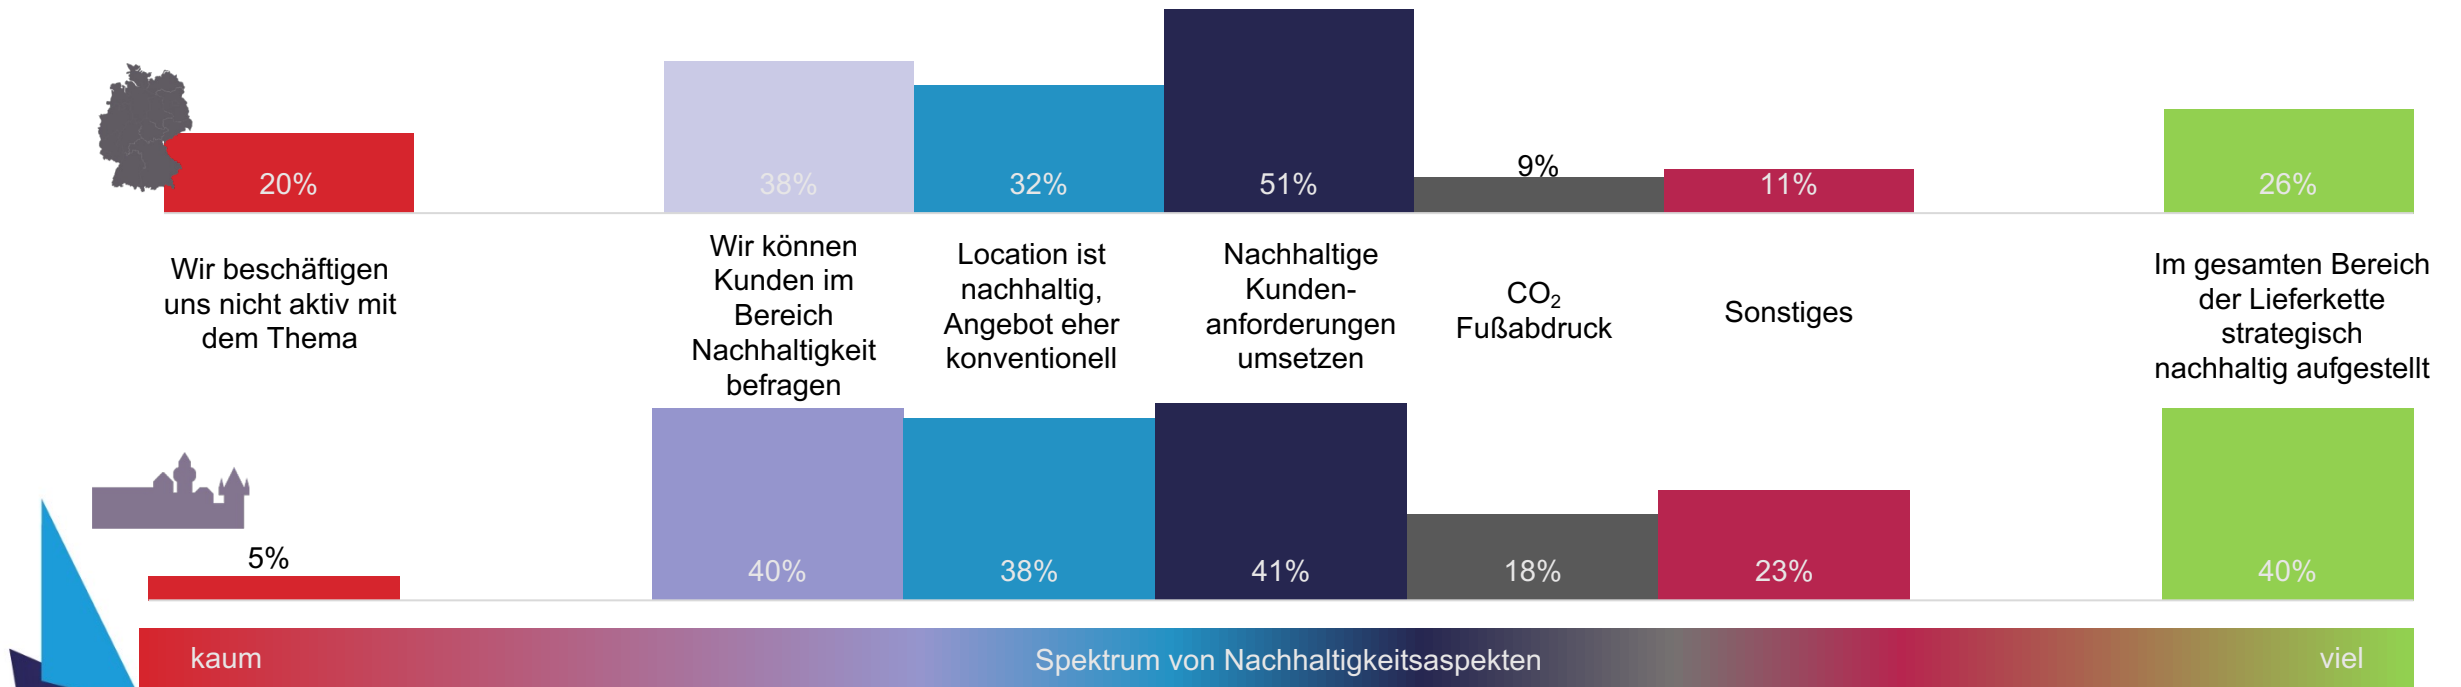 20%
38%
32%
51%
9%
11%
26%
Wir beschäftigen
uns nicht aktiv mit
dem Thema
Wir können
Kunden im
Bereich
Nachhaltigkeit
befragen
Location ist
nachhaltig,
Angebot eher
konventionell
Nachhaltige
Kunden-
anforderungen
umsetzen
CO₂
Fußabdruck
Sonstiges
Im gesamten Bereich
der Lieferkette
strategisch
nachhaltig aufgestellt
5%
40%
38%
41%
18%
23%
40%
kaum
Spektrum von Nachhaltigkeitsaspekten
viel